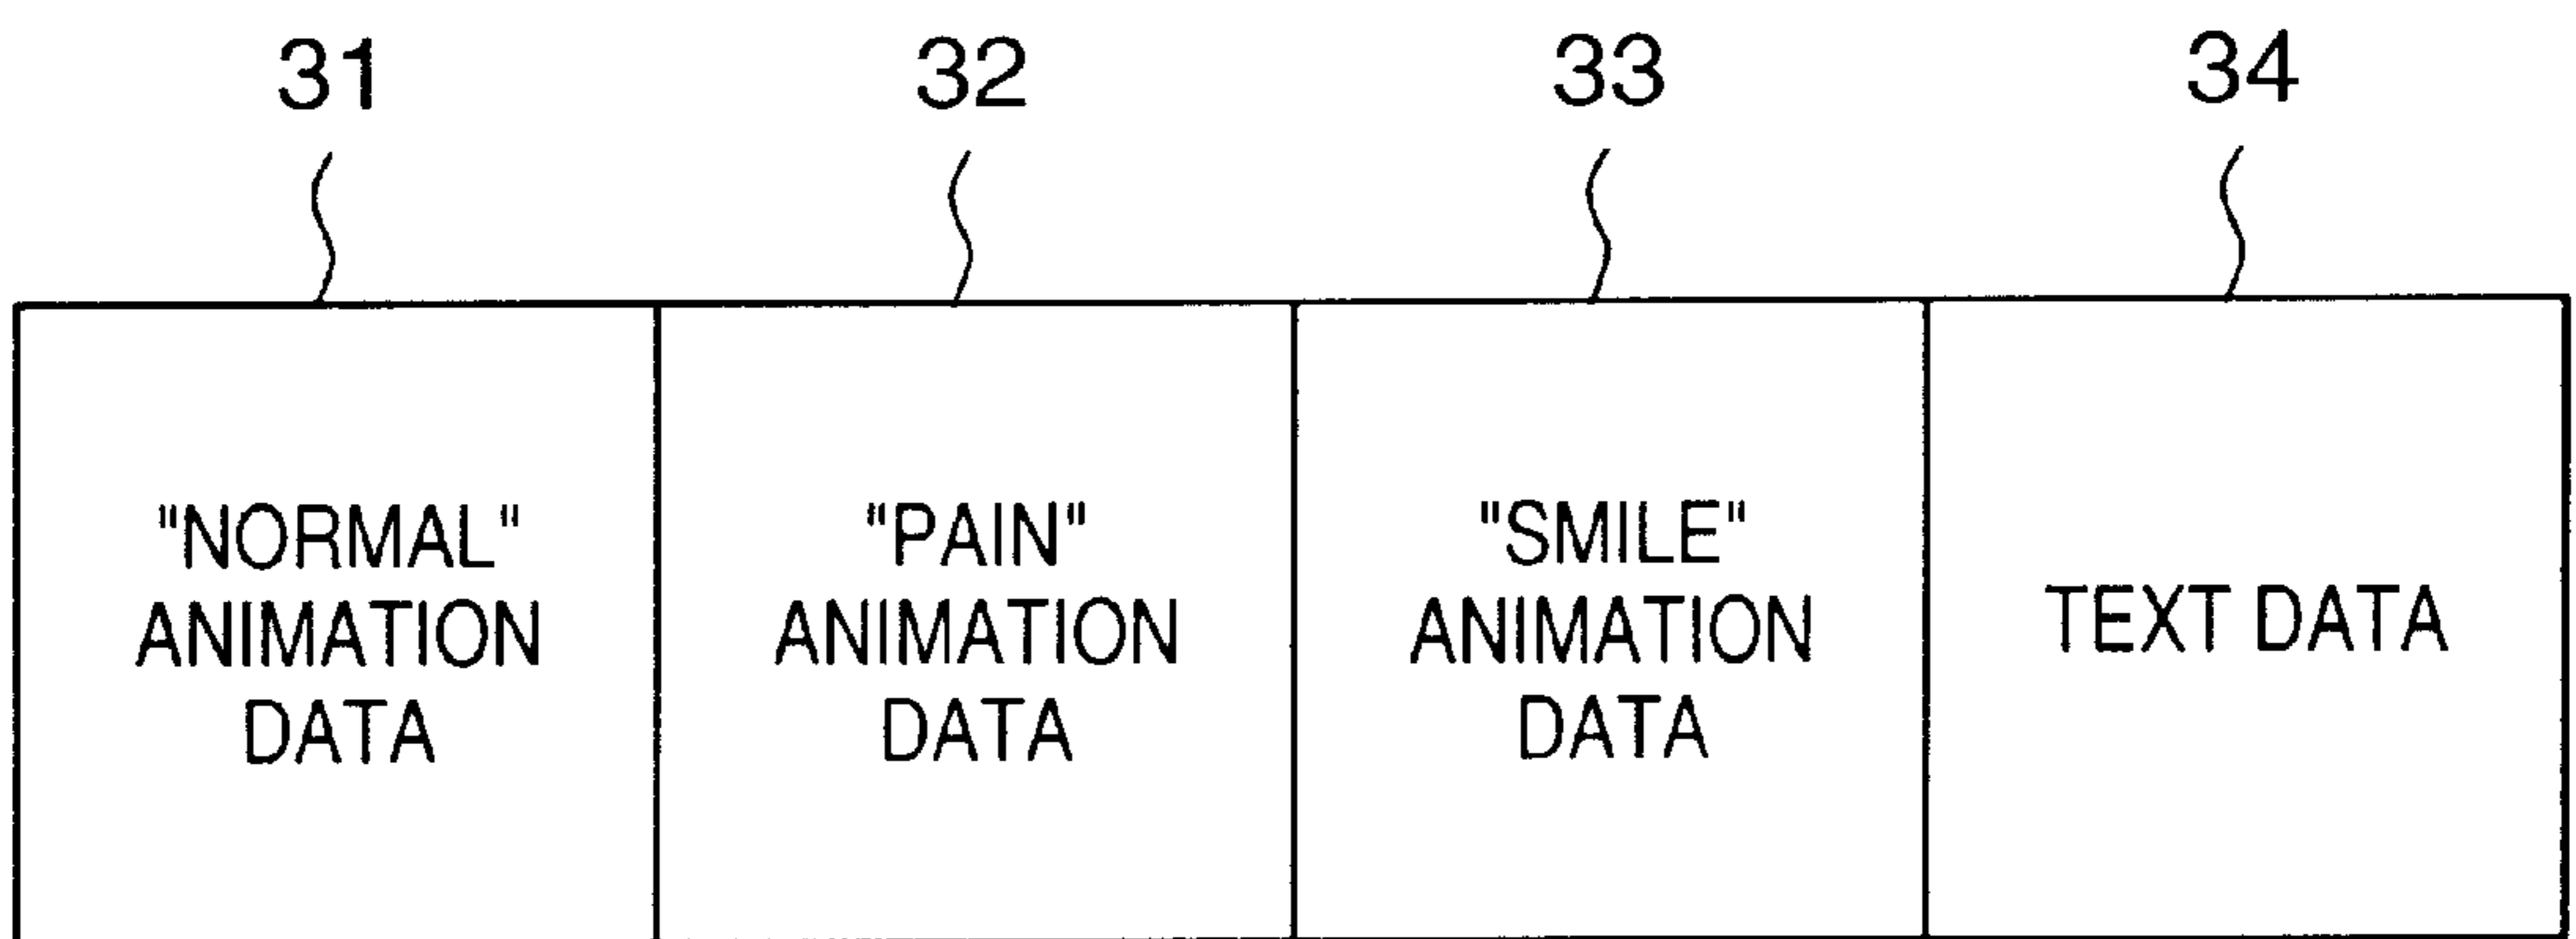 31 32 33 34
"NORMAL"
ANIMATION
DATA
"PAIN"
ANIMATION
DATA
"SMILE"
ANIMATION
DATA
TEXT DATA